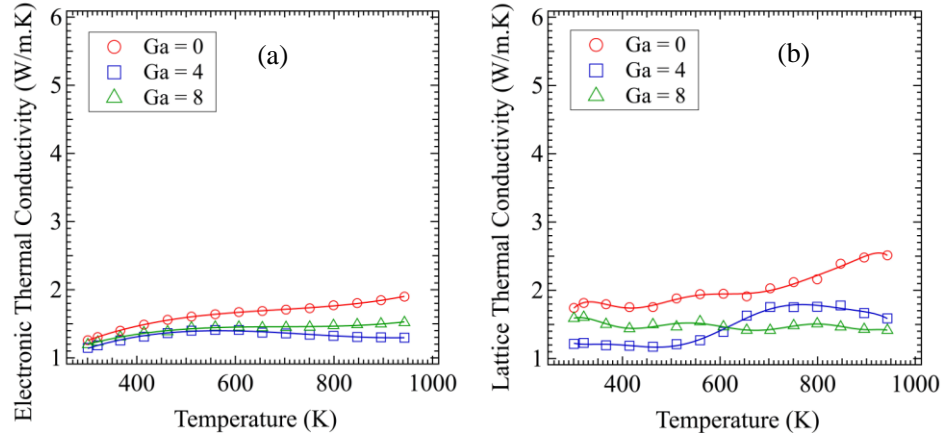 Electronic Thermal Conductivity (W/m.K)
6
5
4
3
2
1
Ga = 0
Ga = 4
Ga = 8
(a)
400
600
800
1000
Temperature (K)
Lattice Thermal Conductivity (W/m.K)
6
5
4
3
2
1
Ga = 0
Ga = 4
Ga = 8
(b)
400
600
800
1000
Temperature (K)